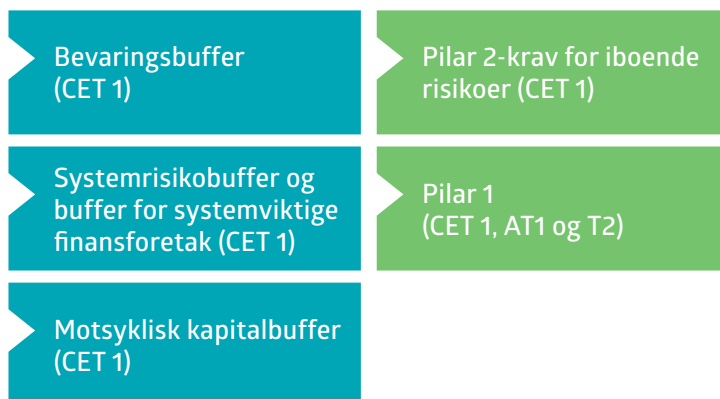 Bevaringsbuffer
(CET 1)
Systemrisikobuffer og
buffer for systemviktige
finansforetak (CET 1)
Motsyklisk kapitalbuffer
(CET 1)
Pilar 2-krav for iboende
risikoer (CET 1)
Pilar 1
(CET 1, AT1 og T2)